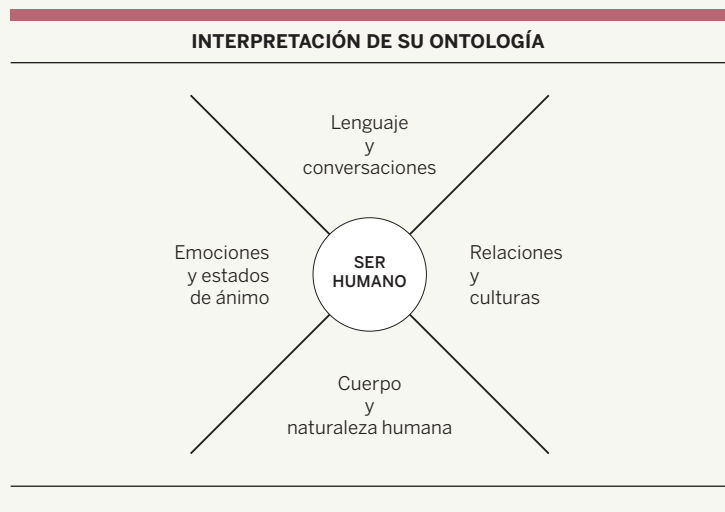 INTERPRETACIÓN DE SU ONTOLOGÍA
Lenguaje
y
conversaciones
Emociones
y estados
de ánimo
SER
HUMANO
Relaciones
y
culturas
Cuerpo
y
naturaleza humana